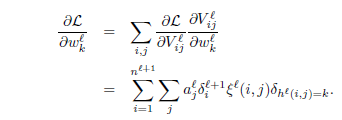 ∂ℒ/∂w_k^ℓ = ∑_{i,j} ∂ℒ/∂V_{ij}^ℓ ∂V_{ij}^ℓ/∂w_k^ℓ
= ∑_{i=1}^{n^{ℓ+1}} ∑_j a_j^ℓ δ_i^{ℓ+1} ξ^ℓ(i, j) δ_{h^ℓ(i,j)=k}.